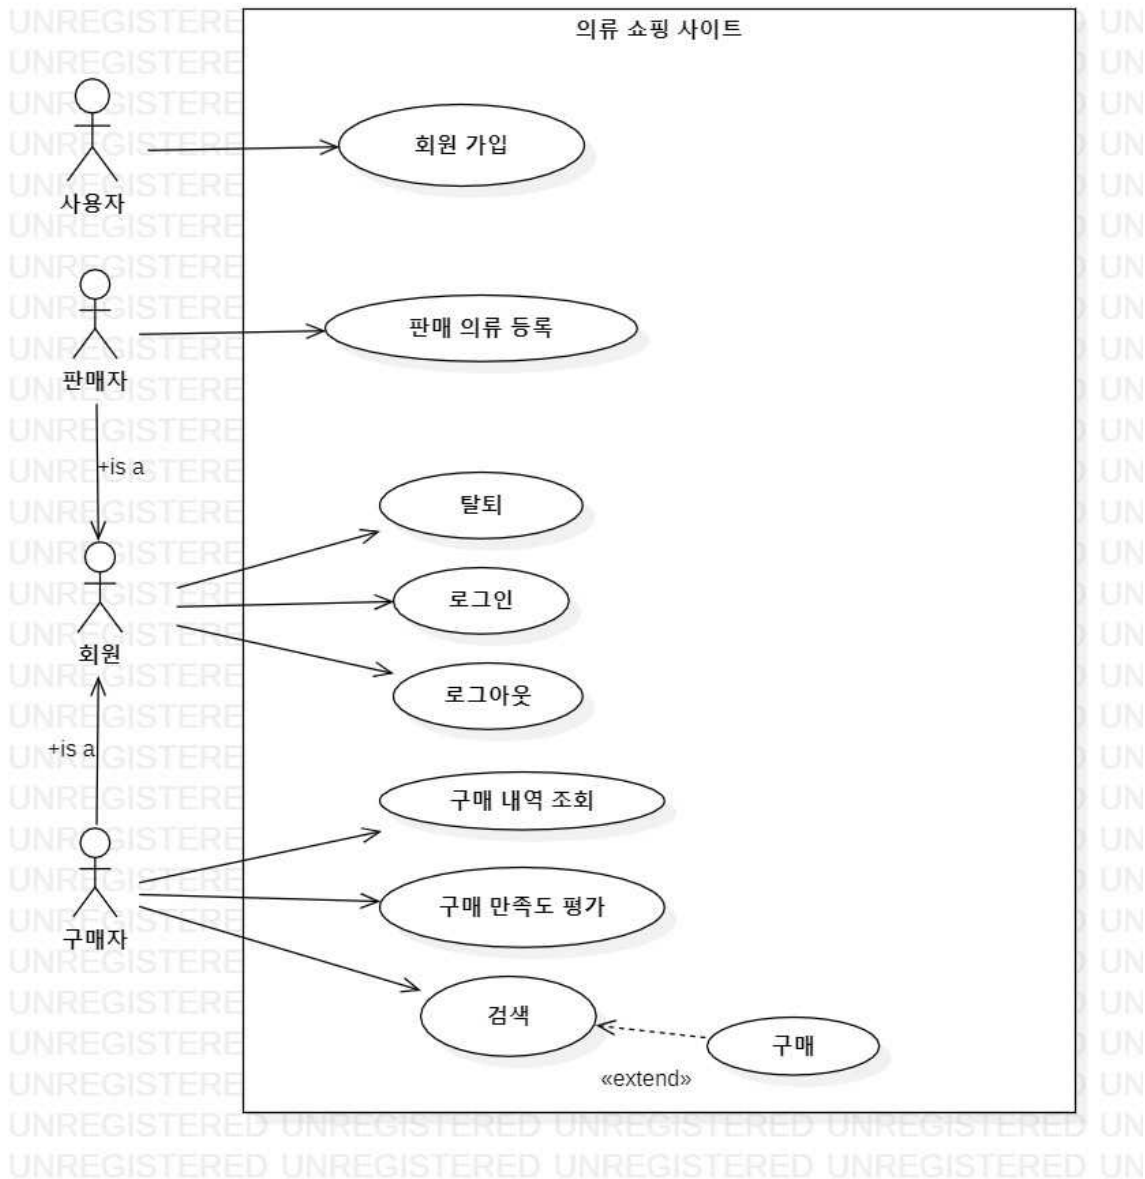 의류 쇼핑 사이트
회원 가입
사용자
판매 의류 등록
판매자
+is a
탈퇴
로그인
회원
로그아웃
+is a
구매 내역 조회
구매 만족도 평가
구매자
검색
구매
«extend»
UNREGISTERED UNREGISTERED UNREGISTERED UNREGISTERED UN
UNREGISTERED UNREGISTERED UNREGISTERED UNREGISTERED UN